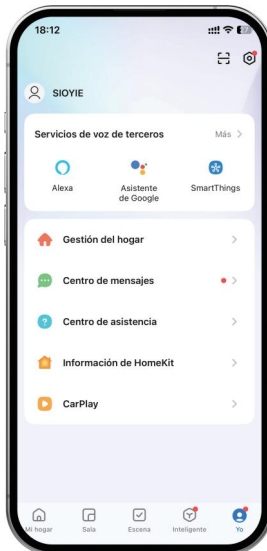 18:12
SIOYIE
Servicios de voz de terceros
Más
Alexa
Asistente
de Google
SmartThings
Gestión del hogar
Centro de mensajes
Centro de asistencia
Información de HomeKit
CarPlay
Mi hogar
Sala
Escena
Inteligente
Yo